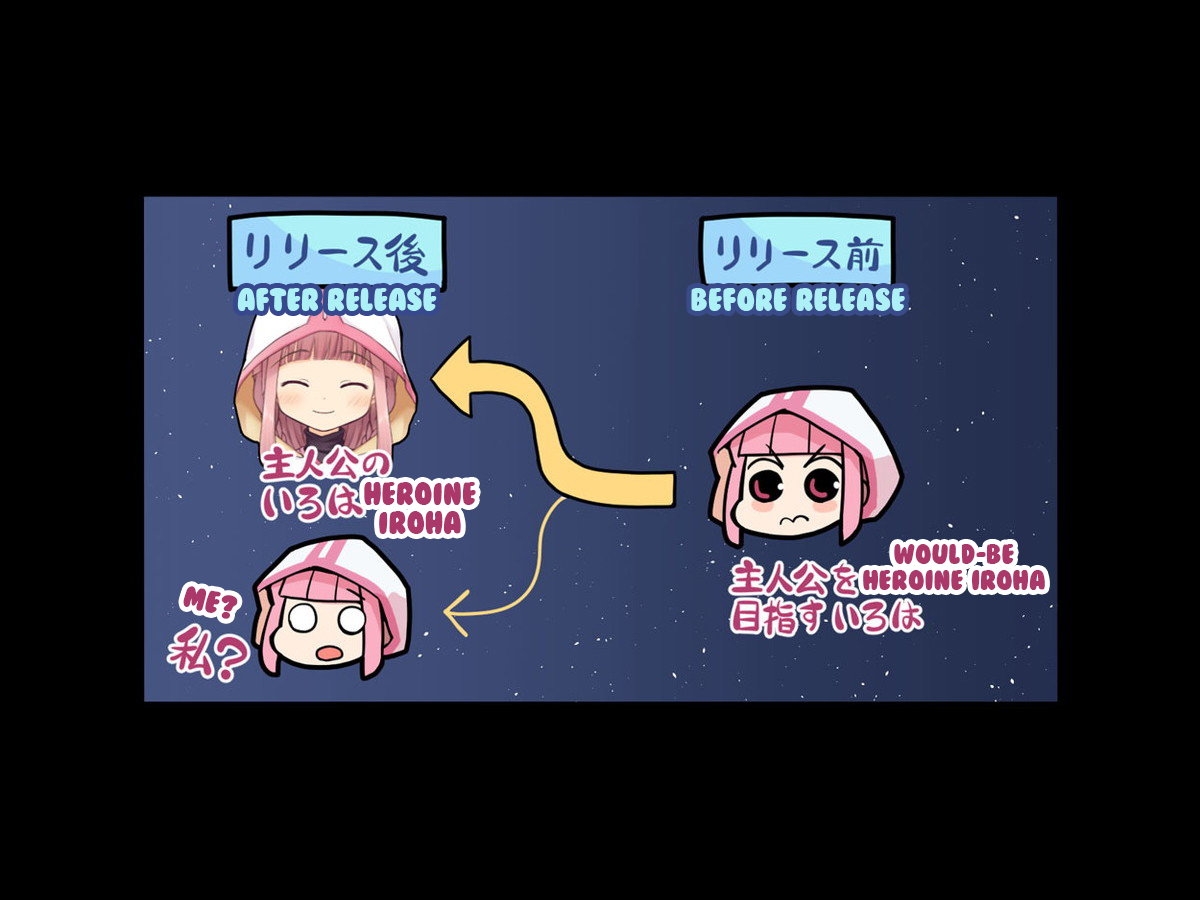 リリース前
BEFORE RELEASE
WOULD-BE
HEROINE IROHA
主人公を
目指すいろは
リリース後
AFTER RELEASE
主人公の
いろは
HEROINE
IROHA
ME?
私?